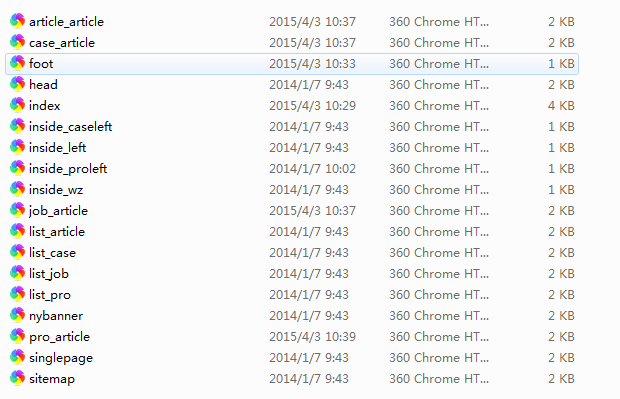 article_article 2015/4/3 10:37 360 Chrome HT... 2 KB
case_article 2015/4/3 10:37 360 Chrome HT... 2 KB
foot 2015/4/3 10:33 360 Chrome HT... 1 KB
head 2014/1/7 9:43 360 Chrome HT... 2 KB
index 2015/4/3 10:29 360 Chrome HT... 4 KB
inside_caseleft 2014/1/7 9:43 360 Chrome HT... 1 KB
inside_left 2014/1/7 9:43 360 Chrome HT... 1 KB
inside_proleft 2014/1/7 10:02 360 Chrome HT... 1 KB
inside_wz 2014/1/7 9:43 360 Chrome HT... 1 KB
job_article 2015/4/3 10:37 360 Chrome HT... 2 KB
list_article 2014/1/7 9:43 360 Chrome HT... 2 KB
list_case 2014/1/7 9:43 360 Chrome HT... 2 KB
list_job 2014/1/7 9:43 360 Chrome HT... 2 KB
list_pro 2014/1/7 9:43 360 Chrome HT... 2 KB
nybanner 2014/1/7 9:43 360 Chrome HT... 2 KB
pro_article 2015/4/3 10:39 360 Chrome HT... 2 KB
singlepage 2014/1/7 9:43 360 Chrome HT... 2 KB
sitemap 2014/1/7 9:43 360 Chrome HT... 2 KB